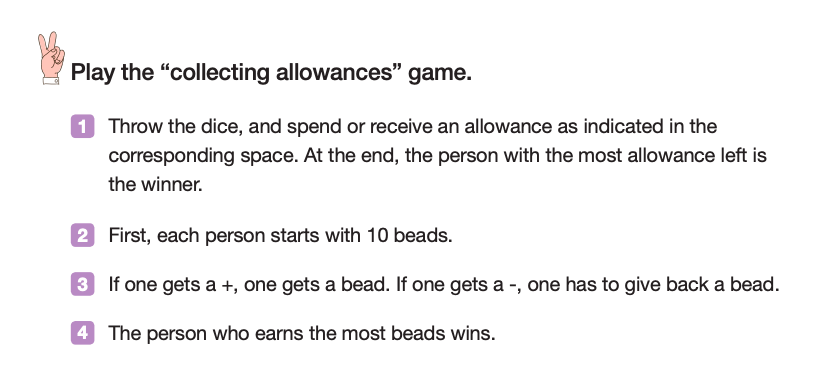 Play the “collecting allowances” game.
1 Throw the dice, and spend or receive an allowance as indicated in the
corresponding space. At the end, the person with the most allowance left is
the winner.
2 First, each person starts with 10 beads.
3 If one gets a +, one gets a bead. If one gets a -, one has to give back a bead.
4 The person who earns the most beads wins.